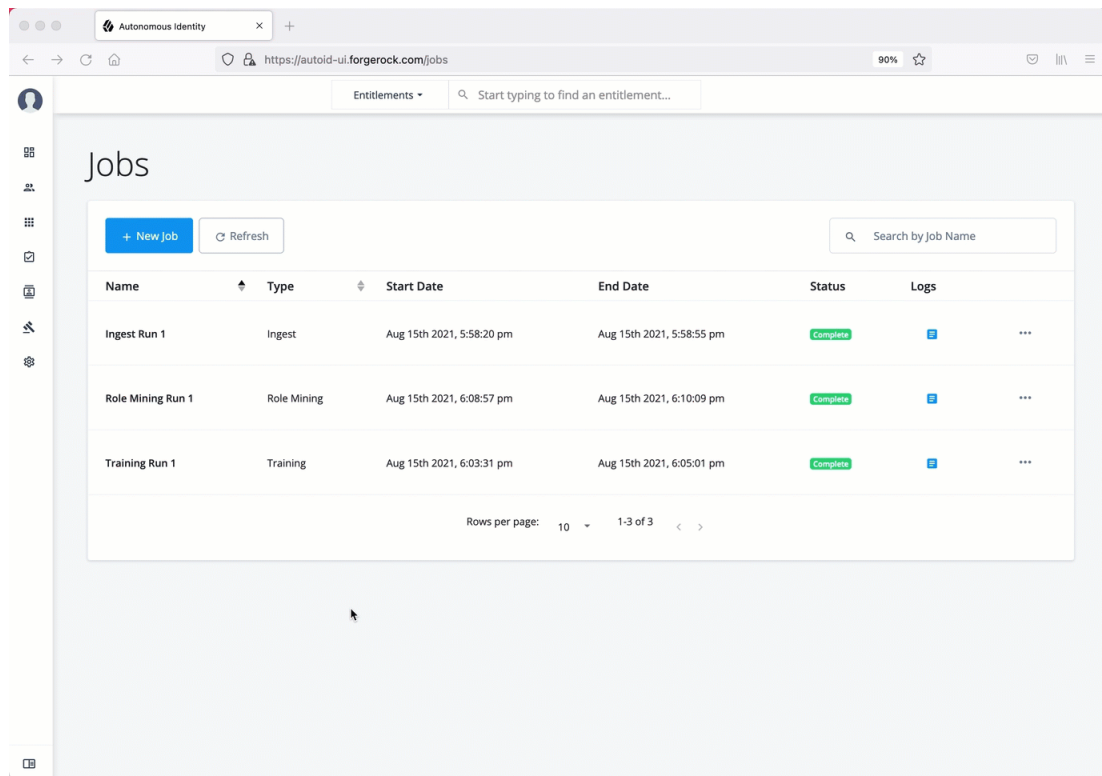 Autonomous Identity
https://autoid-ui.forgerock.com/jobs
90%
Entitlements
Start typing to find an entitlement...
Jobs
+ New Job
Refresh
Search by Job Name
Name Type Start Date End Date Status Logs
Ingest Run 1 Ingest Aug 15th 2021, 5:58:20 pm Aug 15th 2021, 5:58:55 pm Complete
Role Mining Run 1 Role Mining Aug 15th 2021, 6:08:57 pm Aug 15th 2021, 6:10:09 pm Complete
Training Run 1 Training Aug 15th 2021, 6:03:31 pm Aug 15th 2021, 6:05:01 pm Complete
Rows per page: 10 1-3 of 3